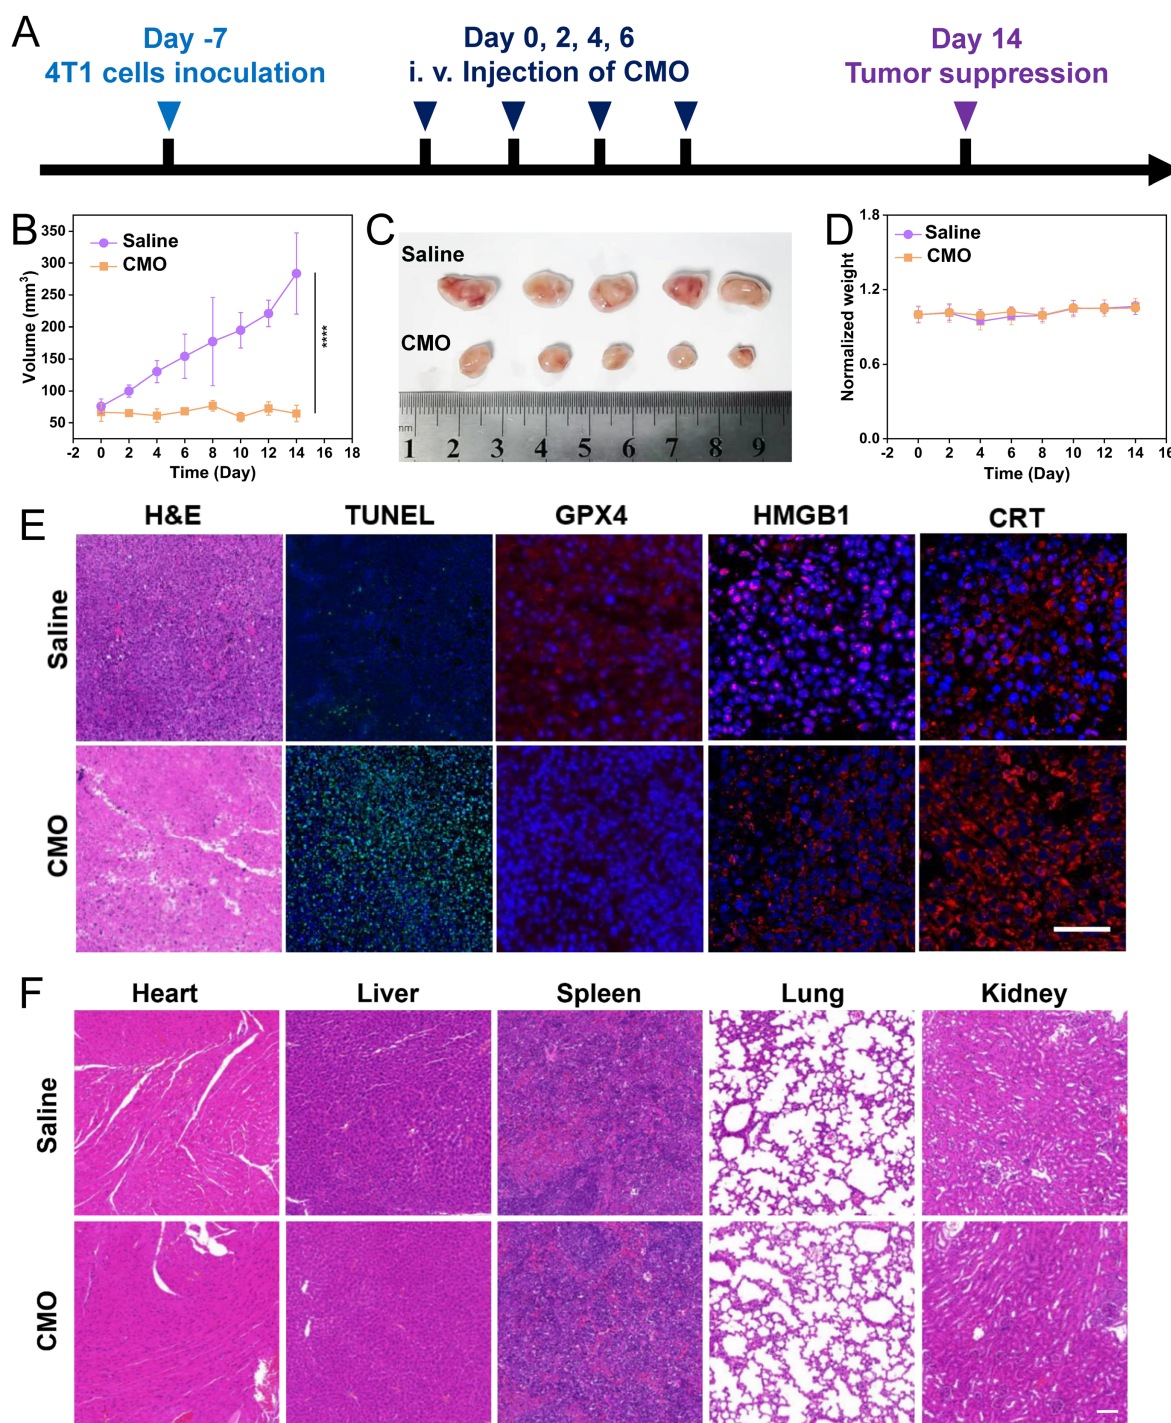 A
Day -7
4T1 cells inoculation
Day 0, 2, 4, 6
i. v. Injection of CMO
Day 14
Tumor suppression
B
350
300
250
200
150
100
50
Volume (mm³)
Saline
CMO
****
-2 0 2 4 6 8 10 12 14 16 18
Time (Day)
C
Saline
CMO
mm
1 2 3 4 5 6 7 8 9
D
1.8
1.2
0.6
0.0
Normalized weight
Saline
CMO
-2 0 2 4 6 8 10 12 14 16
Time (Day)
E
H&E TUNEL GPX4 HMGB1 CRT
Saline
CMO
F
Heart Liver Spleen Lung Kidney
Saline
CMO